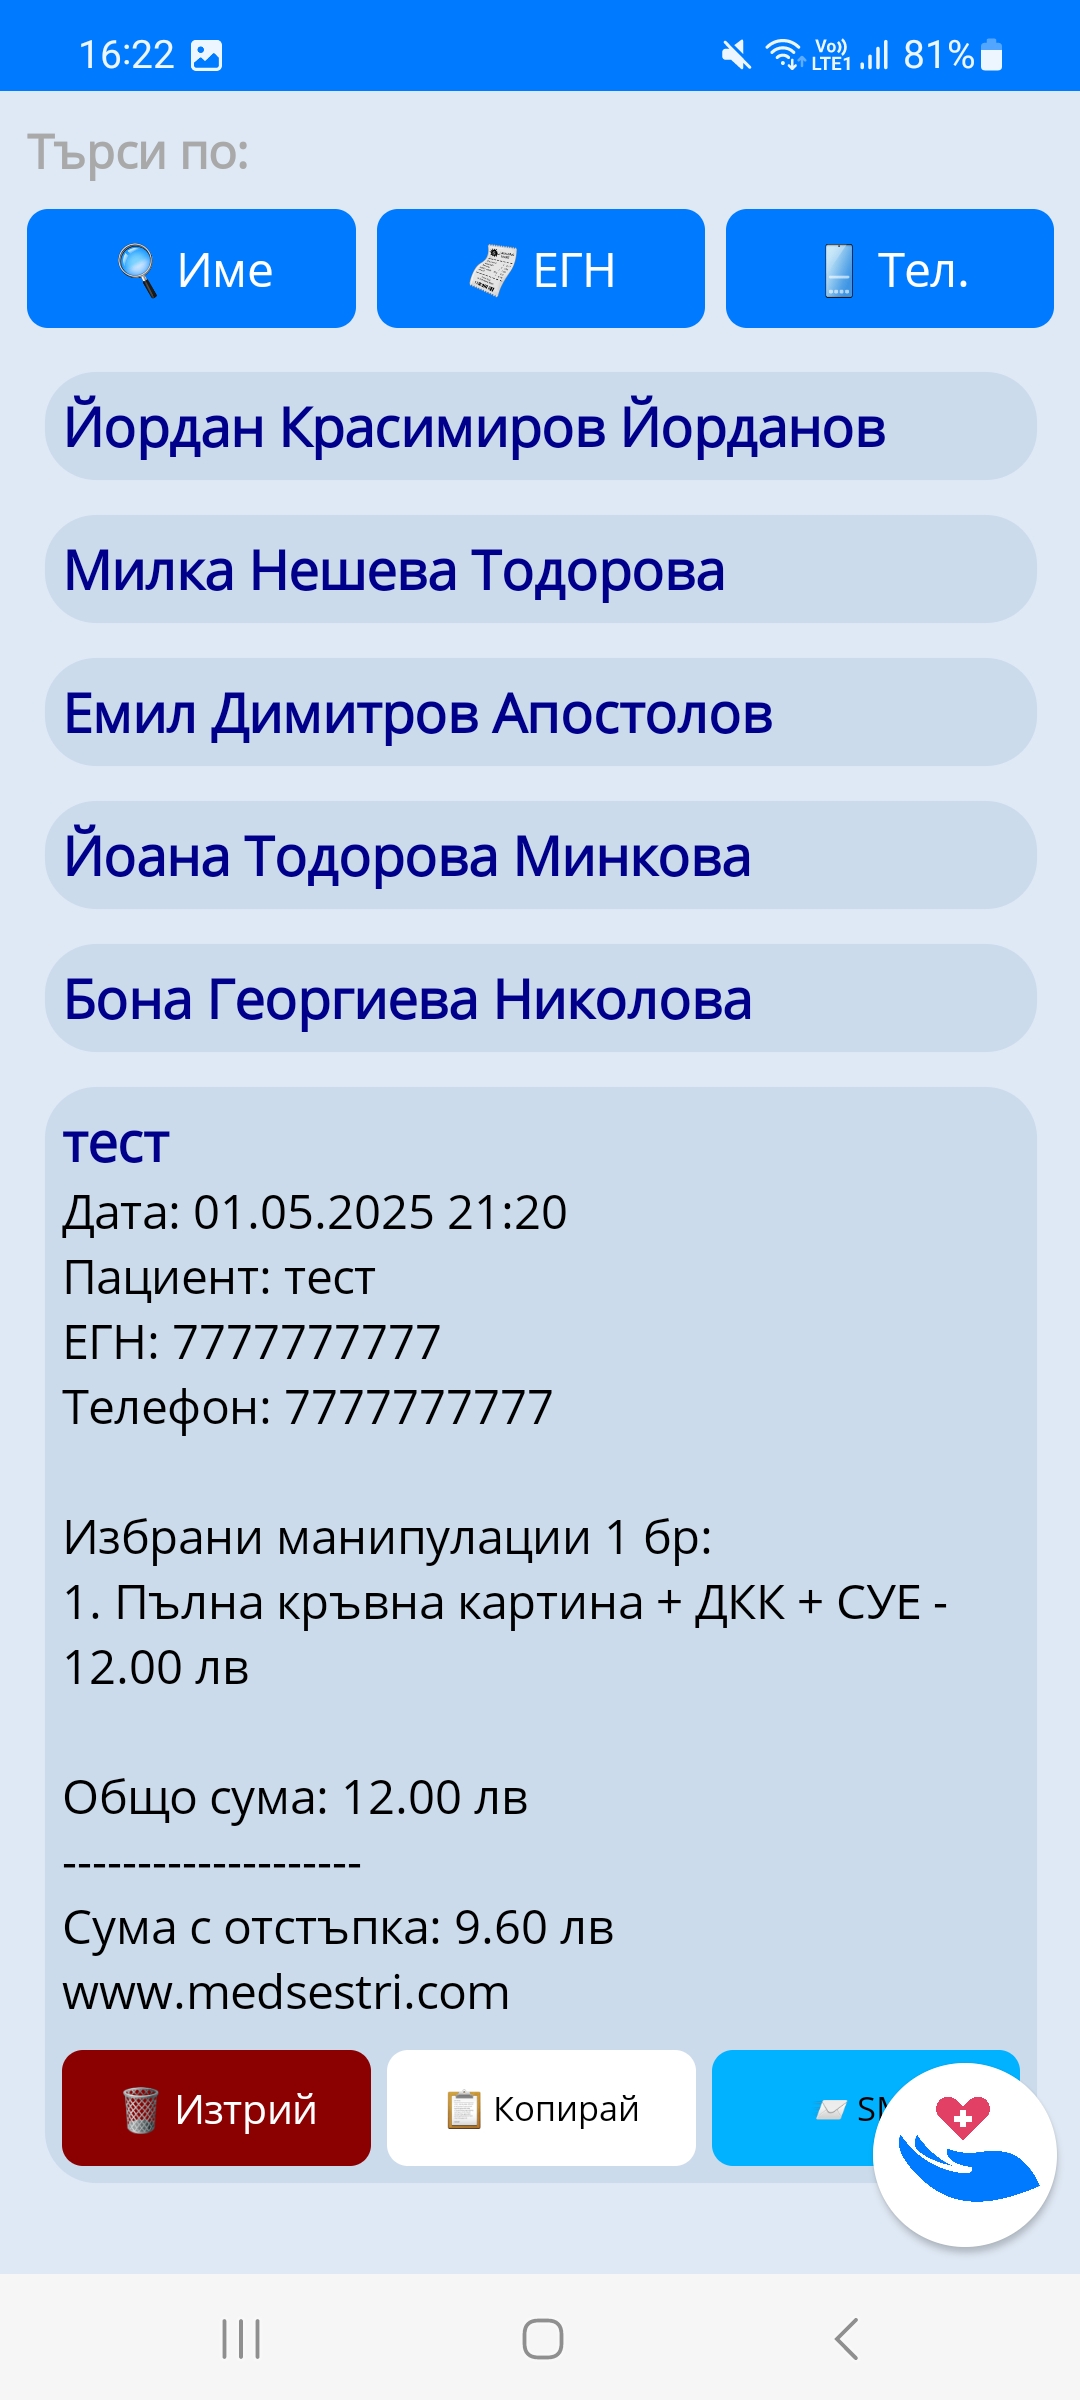 16:22
Vo)) LTE1 81%
Търси по:
Име ЕГН Тел.
Йордан Красимиров Йорданов
Милка Нешева Тодорова
Емил Димитров Апостолов
Йоана Тодорова Минкова
Бона Георгиева Николова
тест
Дата: 01.05.2025 21:20
Пациент: тест
ЕГН: 7777777777
Телефон: 7777777777
Избрани манипулации 1 бр:
1. Пълна кръвна картина + ДКК + СУЕ -
12.00 лв
Общо сума: 12.00 лв
--------------------
Сума с отстъпка: 9.60 лв
www.medsestri.com
Изтрий Копирай